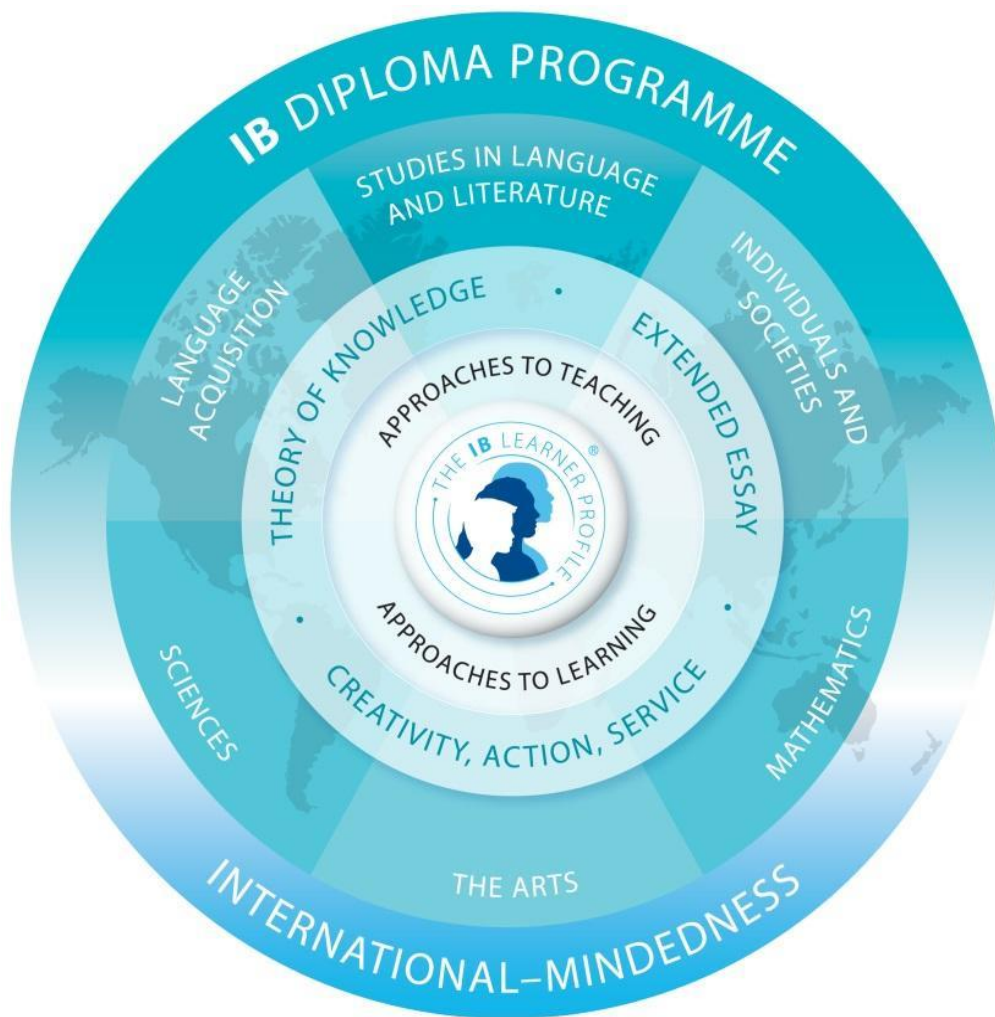 IB DIPLOMA PROGRAMME
STUDIES IN LANGUAGE
AND LITERATURE
LANGUAGE
ACQUISITION
INDIVIDUALS AND
SOCIETIES
THEORY OF KNOWLEDGE
•
EXTENDED ESSAY
APPROACHES TO TEACHING
THE IB LEARNER PROFILE
®
APPROACHES TO LEARNING
•
CREATIVITY, ACTION, SERVICE
•
SCIENCES
MATHEMATICS
THE ARTS
INTERNATIONAL–MINDEDNESS